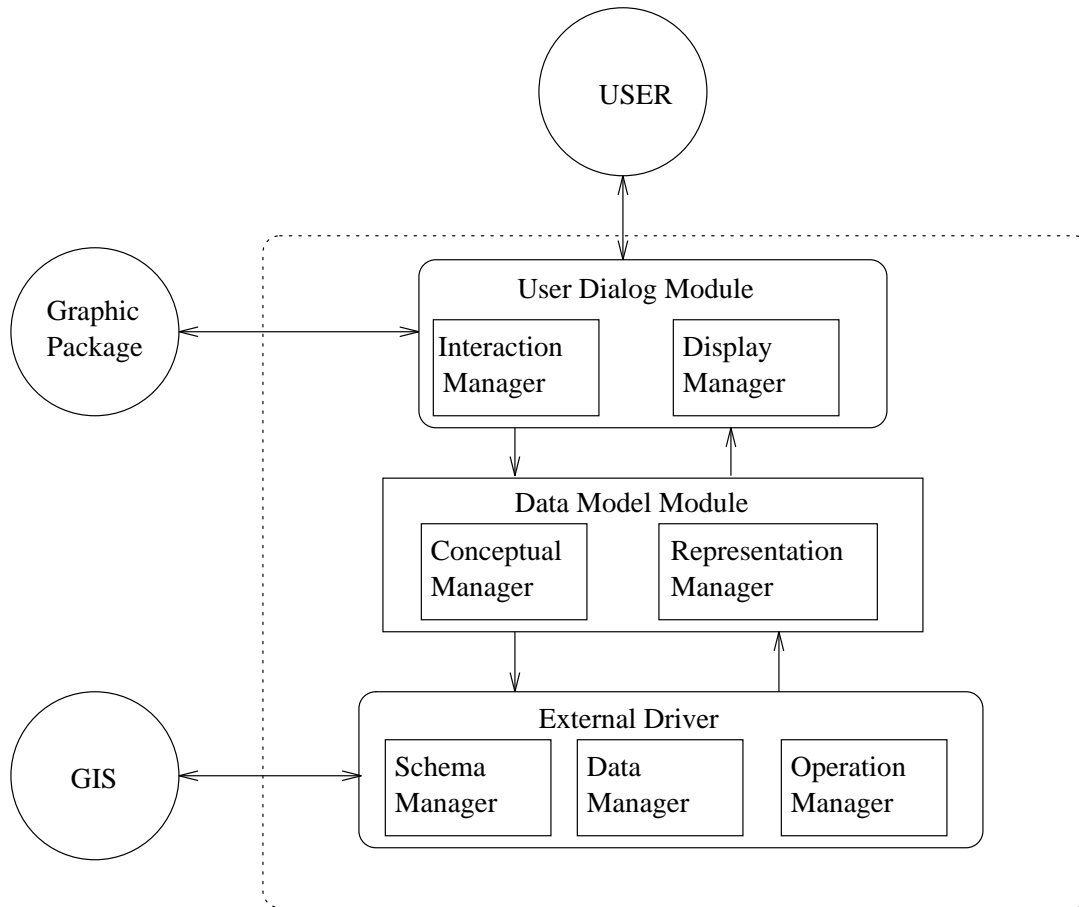 USER
Graphic
Package
User Dialog Module
Interaction
Manager
Display
Manager
Data Model Module
Conceptual
Manager
Representation
Manager
GIS
External Driver
Schema
Manager
Data
Manager
Operation
Manager